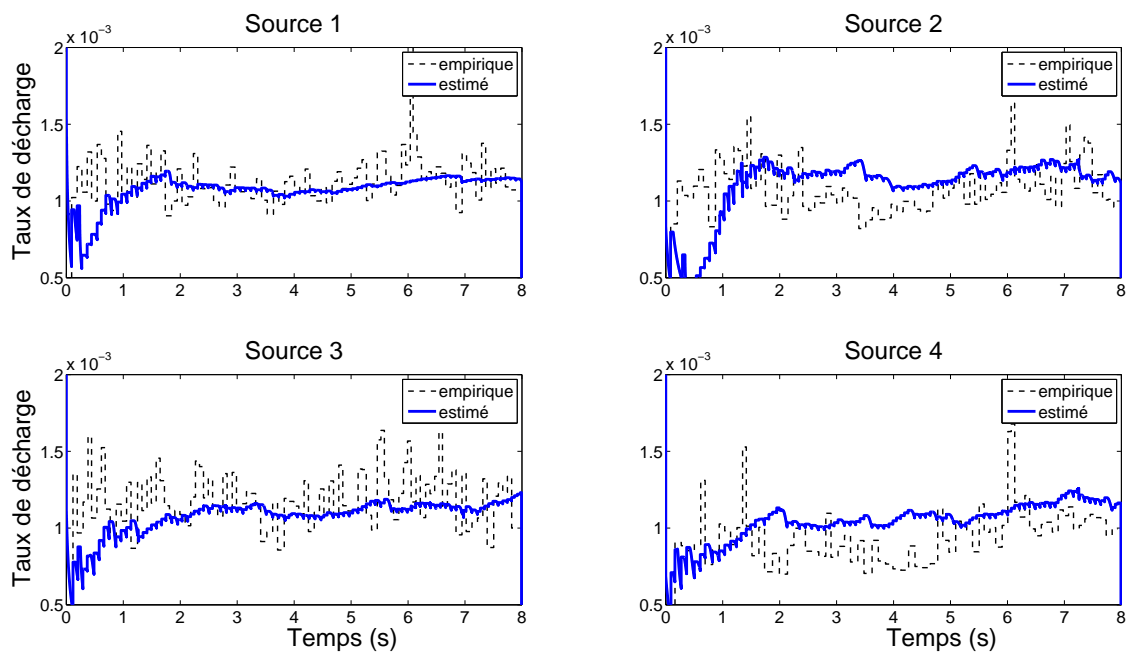 Source 1
x 10⁻³
Taux de décharge
2
1.5
1
0.5
0 1 2 3 4 5 6 7 8
empirique
estimé
Source 2
x 10⁻³
2
1.5
1
0.5
0 1 2 3 4 5 6 7 8
empirique
estimé
Source 3
x 10⁻³
Taux de décharge
2
1.5
1
0.5
0 1 2 3 4 5 6 7 8
Temps (s)
empirique
estimé
Source 4
x 10⁻³
2
1.5
1
0.5
0 1 2 3 4 5 6 7 8
Temps (s)
empirique
estimé